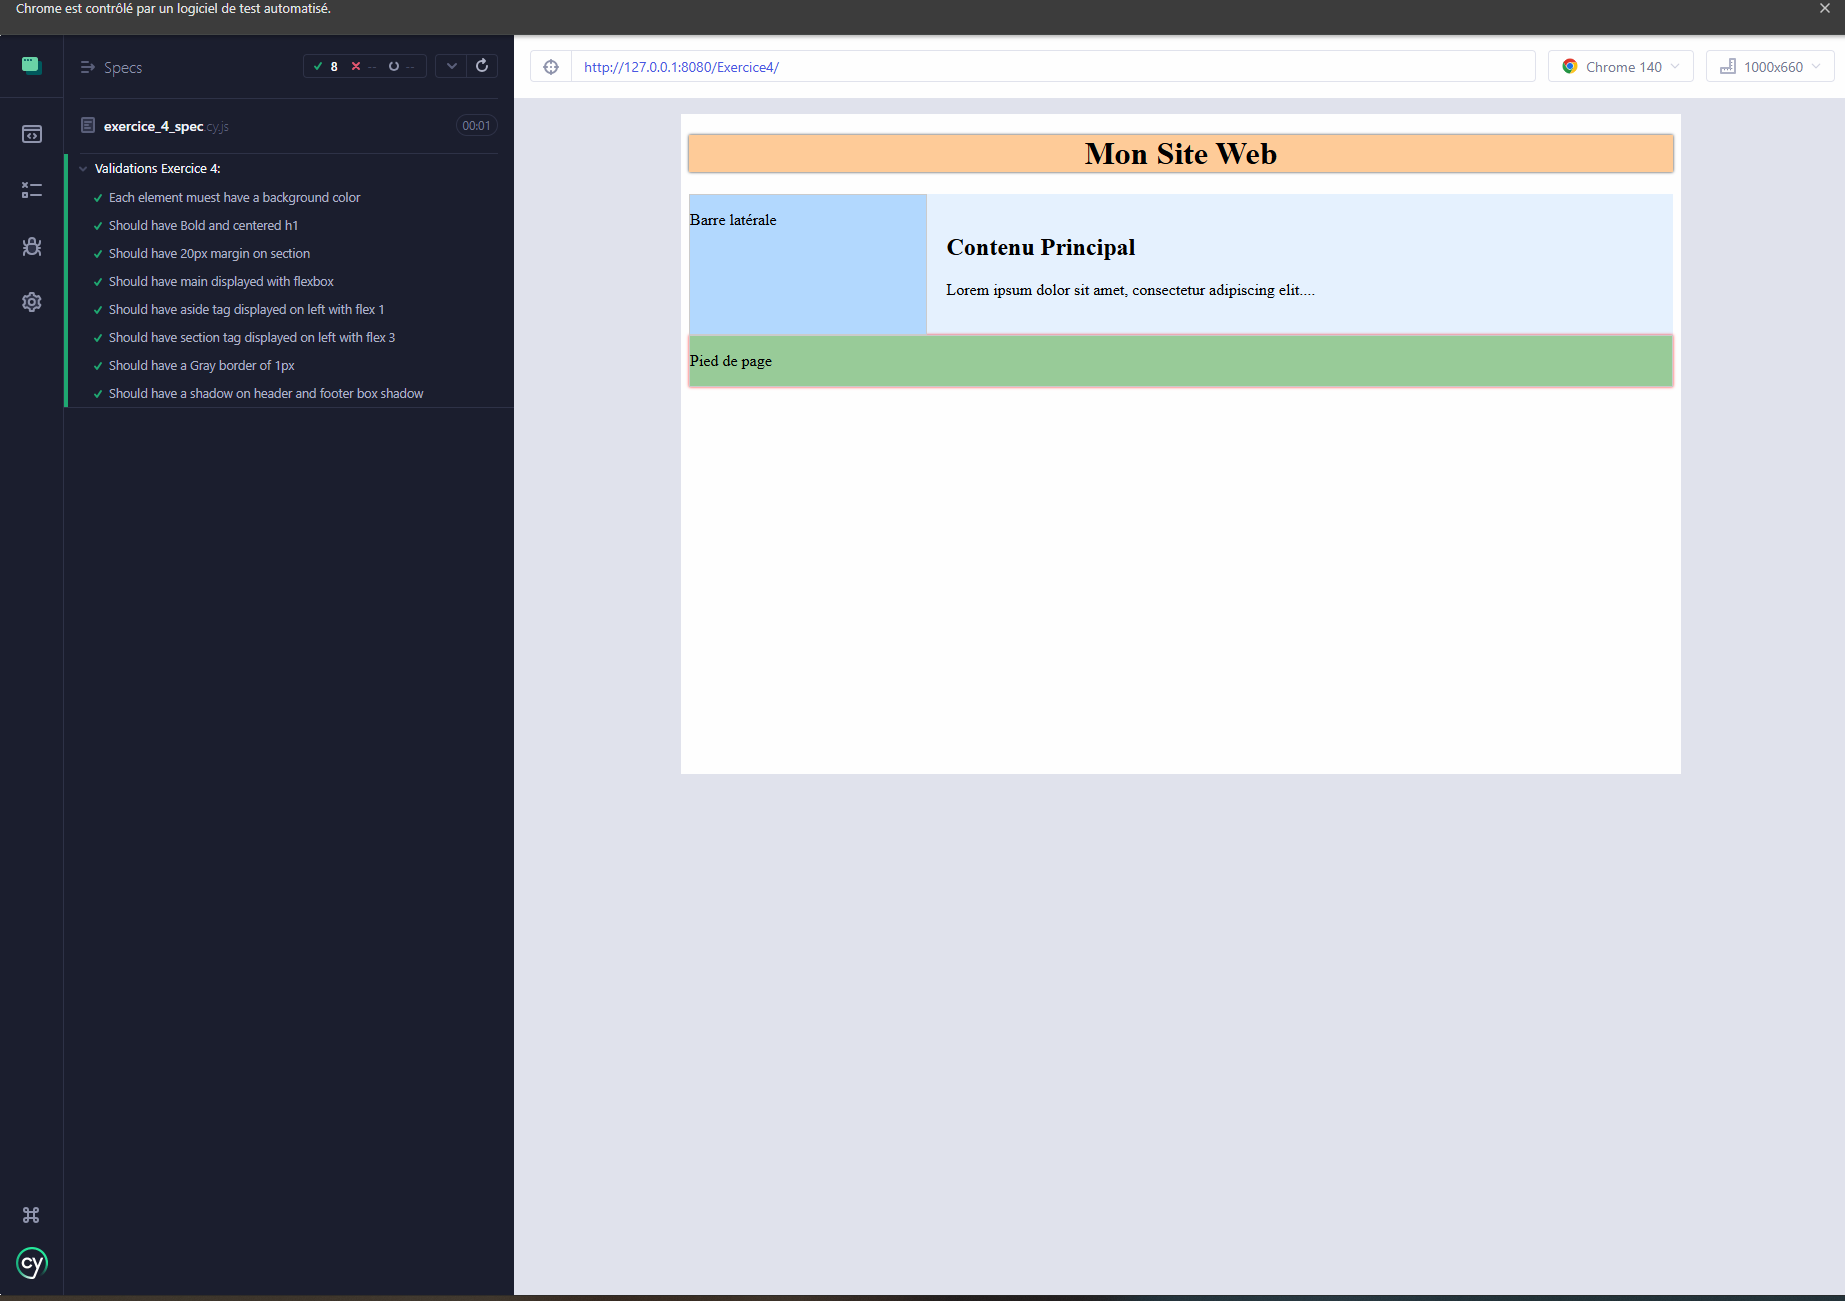 Chrome est contrôlé par un logiciel de test automatisé.
Specs
8 -- --
http://127.0.0.1:8080/Exercice4/
Chrome 140
1000x660
exercice_4_spec.cy.js
00:01
Validations Exercice 4:
Each element muest have a background color
Should have Bold and centered h1
Should have 20px margin on section
Should have main displayed with flexbox
Should have aside tag displayed on left with flex 1
Should have section tag displayed on left with flex 3
Should have a Gray border of 1px
Should have a shadow on header and footer box shadow
Mon Site Web
Barre latérale
Contenu Principal
Lorem ipsum dolor sit amet, consectetur adipiscing elit....
Pied de page
cy